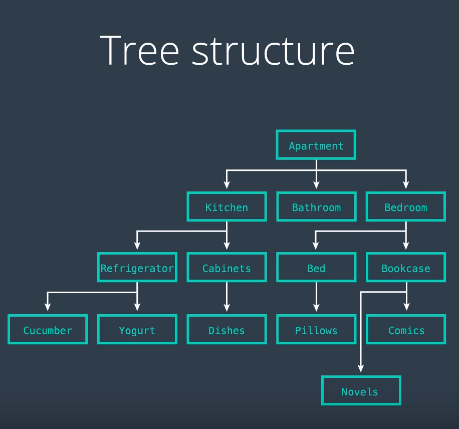 Tree structure
Apartment
Kitchen
Bathroom
Bedroom
Refrigerator
Cabinets
Bed
Bookcase
Cucumber
Yogurt
Dishes
Pillows
Comics
Novels